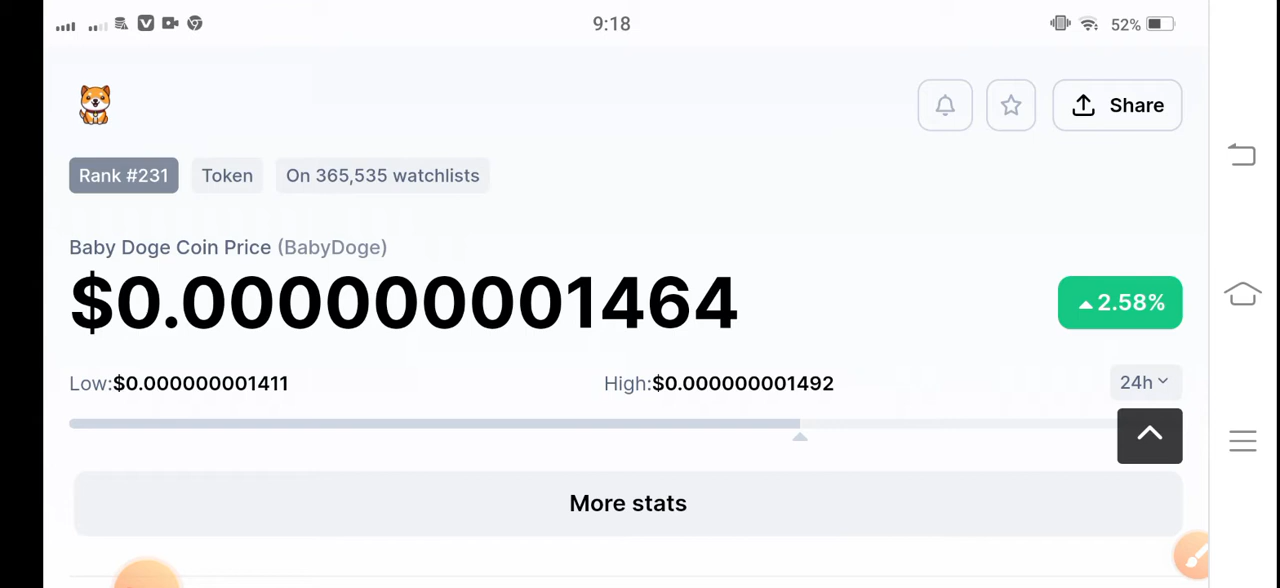 9:18
52%
Share
Rank #231 Token On 365,535 watchlists
Baby Doge Coin Price (BabyDoge)
$0.000000001464
2.58%
Low:$0.000000001411 High:$0.000000001492 24h
More stats